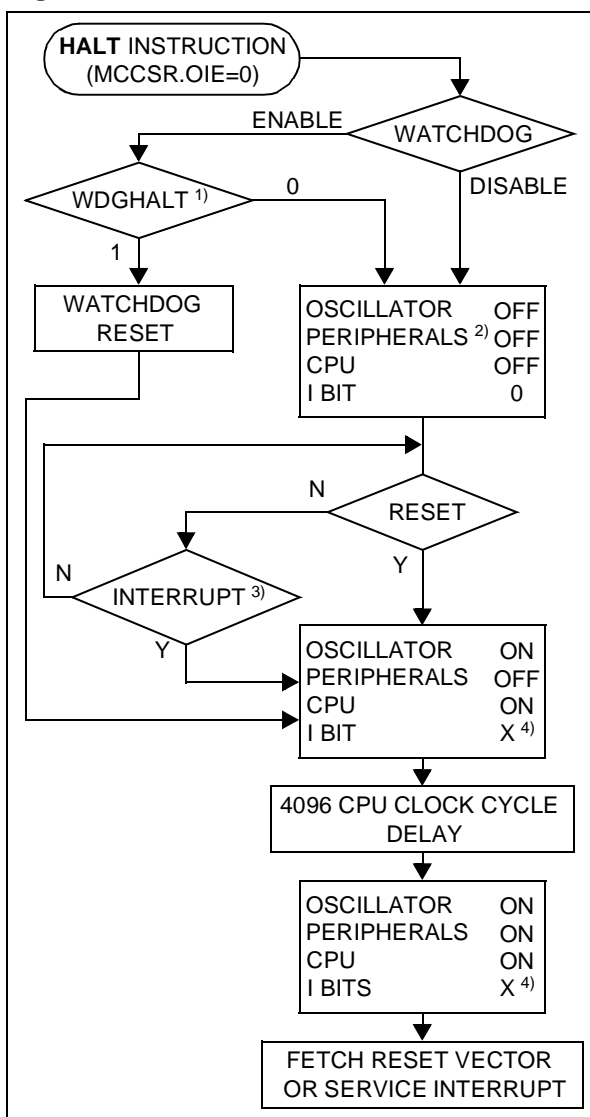 HALT INSTRUCTION
(MCCSR.OIE=0)
ENABLE
WATCHDOG
WDGHALT 1)
0
DISABLE
1
WATCHDOG
RESET
OSCILLATOR OFF
PERIPHERALS 2) OFF
CPU OFF
I BIT 0
N
RESET
N
INTERRUPT 3)
Y
Y
OSCILLATOR ON
PERIPHERALS OFF
CPU ON
I BIT X 4)
4096 CPU CLOCK CYCLE
DELAY
OSCILLATOR ON
PERIPHERALS ON
CPU ON
I BITS X 4)
FETCH RESET VECTOR
OR SERVICE INTERRUPT